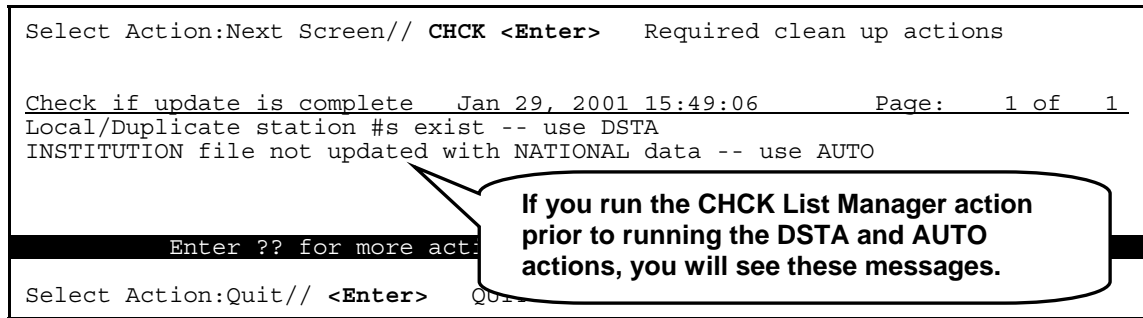 Select Action:Next Screen// CHCK <Enter>   Required clean up actions
Check if update is complete   Jan 29, 2001 15:49:06          Page:    1 of   1
Local/Duplicate station #s exist -- use DSTA
INSTITUTION file not updated with NATIONAL data -- use AUTO
If you run the CHCK List Manager action
prior to running the DSTA and AUTO
actions, you will see these messages.
Enter ?? for more
Select Action:Quit// <Enter>